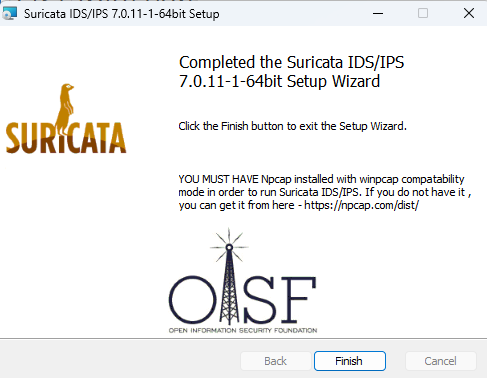 Suricata IDS/IPS 7.0.11-1-64bit Setup
Completed the Suricata IDS/IPS
7.0.11-1-64bit Setup Wizard
SURICATA
Click the Finish button to exit the Setup Wizard.
YOU MUST HAVE Npcap installed with winpcap compatability
mode in order to run Suricata IDS/IPS. If you do not have it ,
you can get it from here - https://npcap.com/dist/
OISF
OPEN INFORMATION SECURITY FOUNDATION
Back
Finish
Cancel